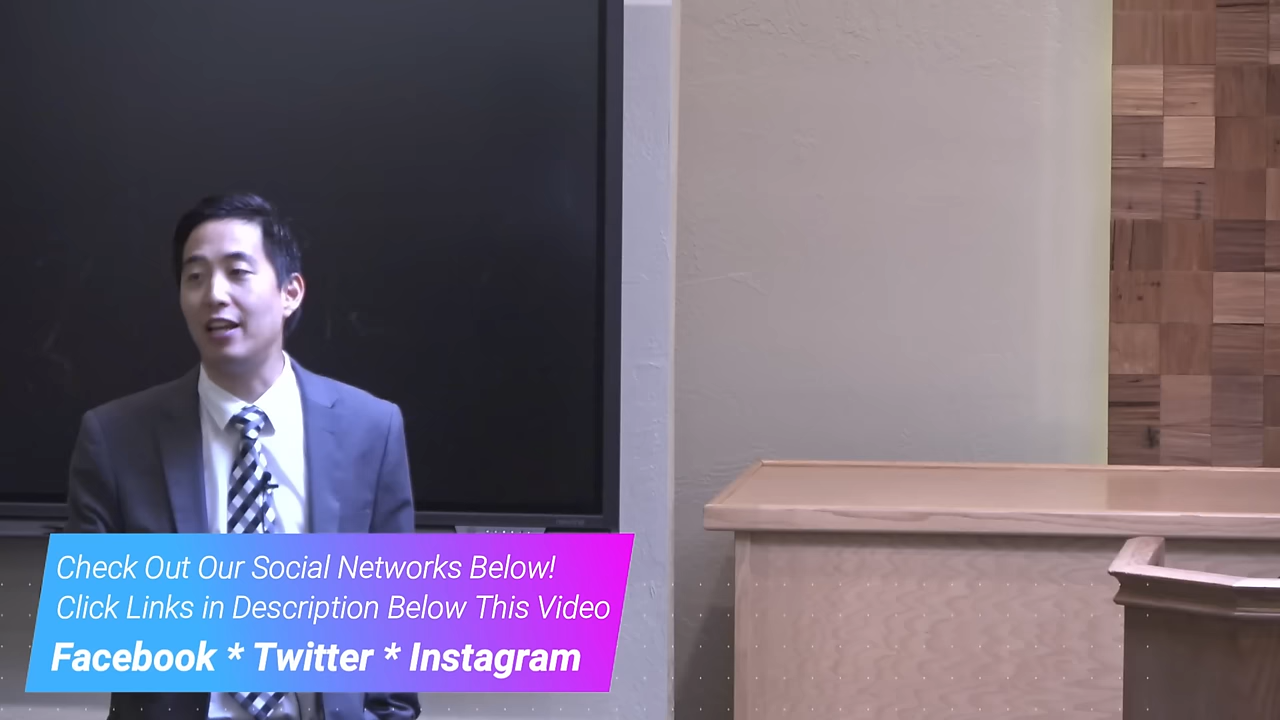 Check Out Our Social Networks Below!
Click Links in Description Below This Video
Facebook * Twitter * Instagram